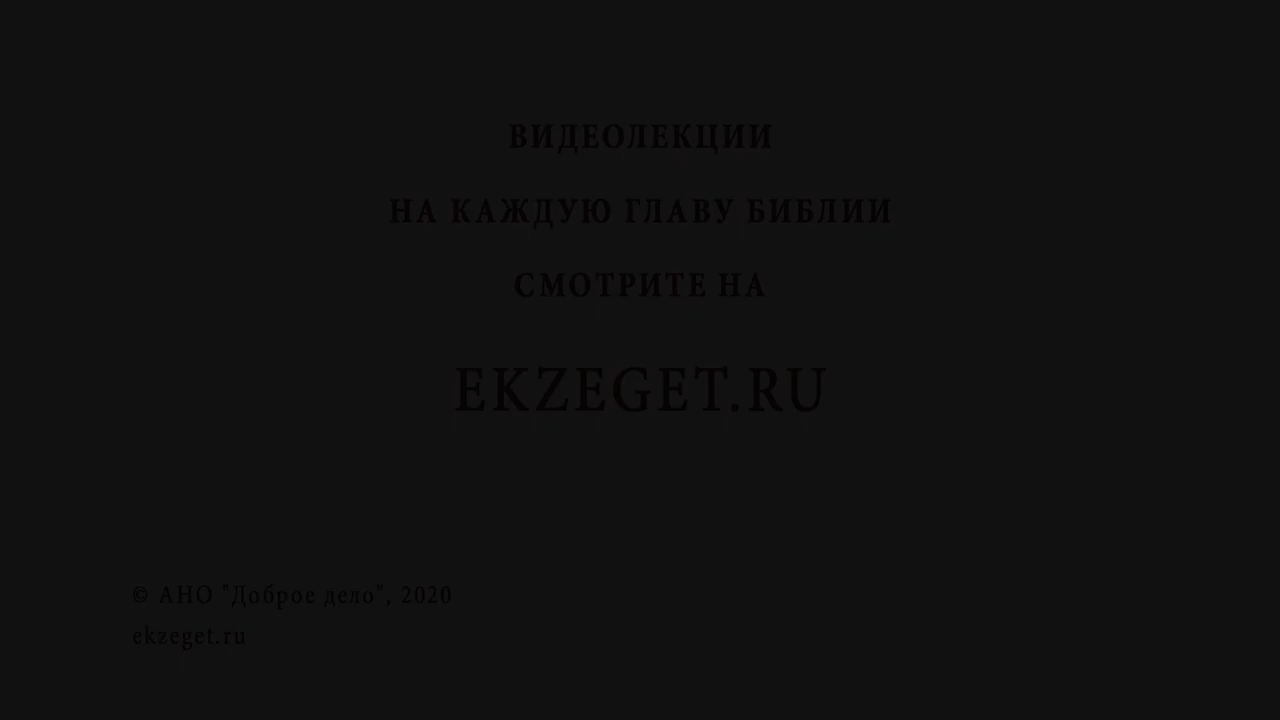 ВИДЕОЛЕКЦИИ
НА КАЖДУЮ ГЛАВУ БИБЛИИ
СМОТРИТЕ НА
EKZEGET.RU
© АНО "Доброе дело", 2020
ekzeget.ru